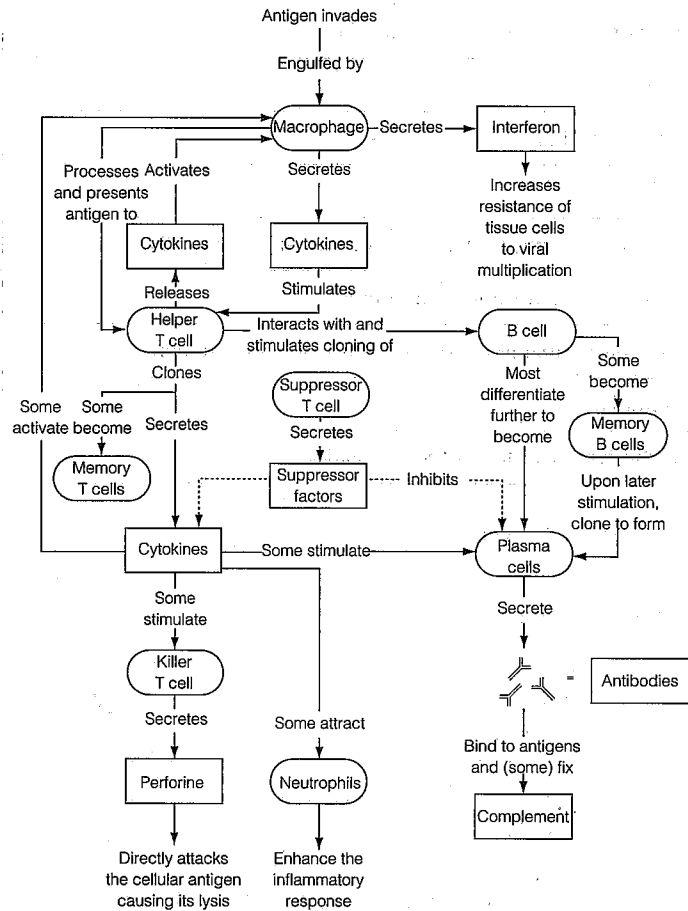 Antigen invades
Engulfed by
Macrophage
Secretes
Interferon
Processes
and presents
antigen to
Activates
Secretes
Increases
resistance of
tissue cells
to viral
multiplication
Cytokines
Cytokines
Releases
Stimulates
Helper
T cell
Interacts with and
stimulates cloning of
B cell
Clones
Some
become
Suppressor
T cell
Most
differentiate
further to
become
Some
activate
Some
become
Secretes
Memory
B cells
Secretes
Memory
T cells
Suppressor
factors
Inhibits
Upon later
stimulation,
clone to form
Cytokines
Some stimulate
Plasma
cells
Some
stimulate
Secrete
Killer
T cell
=
Antibodies
Secretes
Some attract
Bind to antigens
and (some) fix
Perforine
Neutrophils
Complement
Directly attacks
the cellular antigen
causing its lysis
Enhance the
inflammatory
response